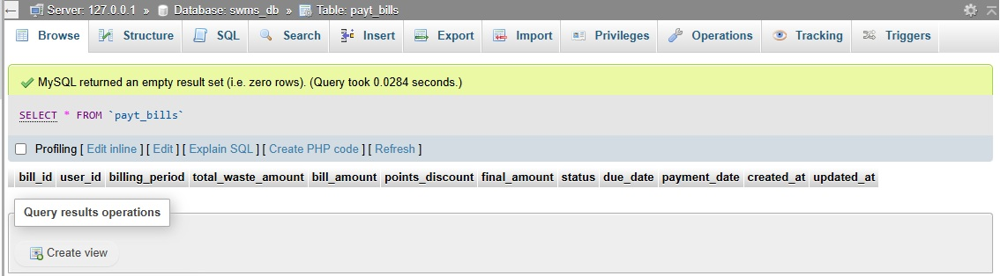 Server: 127.0.0.1 » Database: swms_db » Table: payt_bills
Browse Structure SQL Search Insert Export Import Privileges Operations Tracking Triggers
MySQL returned an empty result set (i.e. zero rows). (Query took 0.0284 seconds.)
SELECT * FROM `payt_bills`
Profiling [ Edit inline ] [ Edit ] [ Explain SQL ] [ Create PHP code ] [ Refresh ]
bill_id user_id billing_period total_waste_amount bill_amount points_discount final_amount status due_date payment_date created_at updated_at
Query results operations
Create view